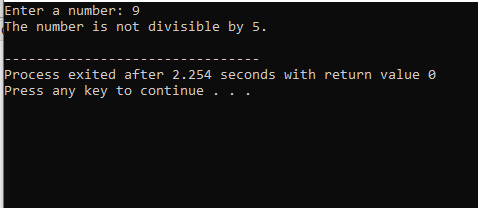 Enter a number: 9
The number is not divisible by 5.
--------------------------------
Process exited after 2.254 seconds with return value 0
Press any key to continue . . .